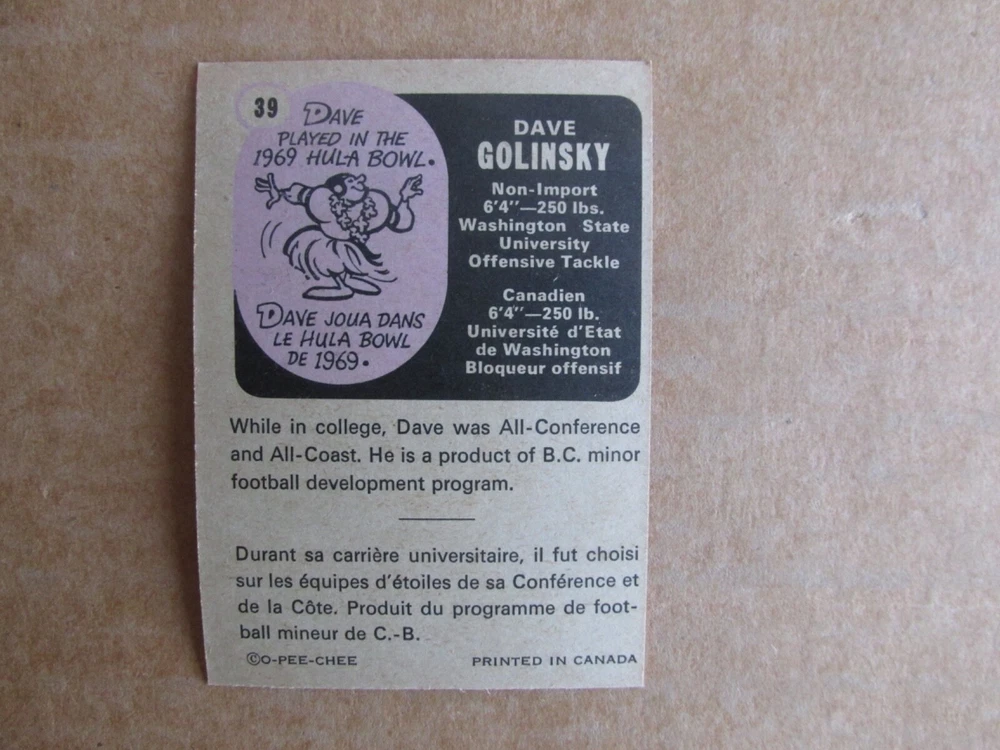 39
DAVE
PLAYED IN THE
1969 HULA BOWL.
DAVE JOUA DANS
LE HULA BOWL
DE 1969.
DAVE
GOLINSKY
Non-Import
6'4"—250 lbs.
Washington State
University
Offensive Tackle
Canadien
6'4"—250 lb.
Université d'Etat
de Washington
Bloqueur offensif
While in college, Dave was All-Conference
and All-Coast. He is a product of B.C. minor
football development program.
Durant sa carrière universitaire, il fut choisi
sur les équipes d'étoiles de sa Conférence et
de la Côte. Produit du programme de foot-
ball mineur de C.-B.
©O-PEE-CHEE
PRINTED IN CANADA